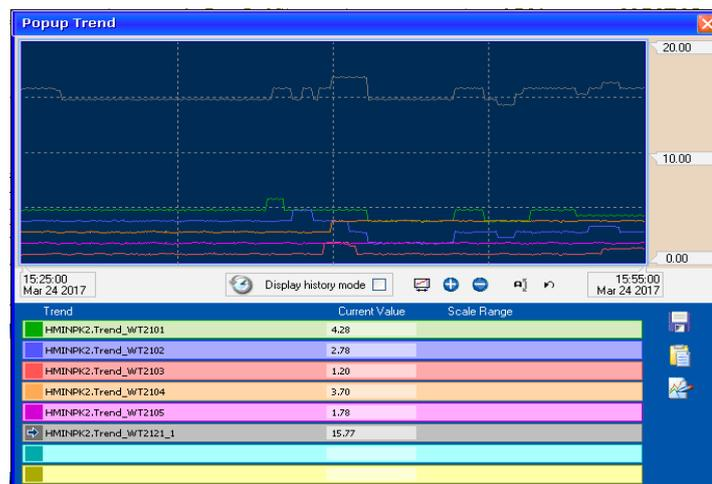 Popup Trend
20.00
10.00
0.00
15:25:00
Mar 24 2017
Display history mode
15:55:00
Mar 24 2017
Trend Current Value Scale Range
HMINPK2.Trend_WT2101 4.28
HMINPK2.Trend_WT2102 2.78
HMINPK2.Trend_WT2103 1.20
HMINPK2.Trend_WT2104 3.70
HMINPK2.Trend_WT2105 1.78
HMINPK2.Trend_WT2121_1 15.77